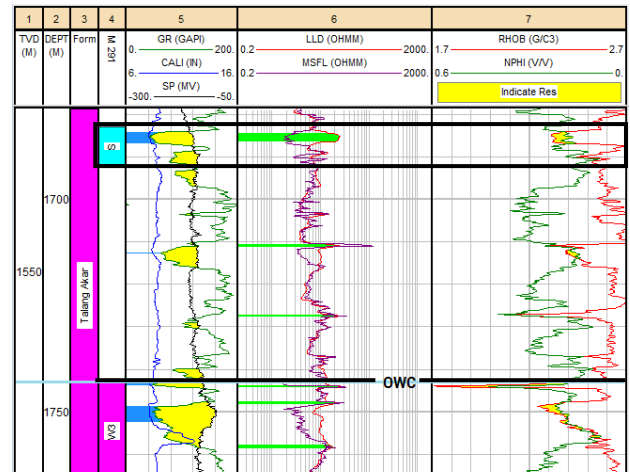 1 2 3 4 5 6 7
TVD DEPT Form M 291 GR (GAPI) LLD (OHMM) RHOB (G/C3)
(M) (M) 0. 200. 0.2 2000. 1.7 2.7
CALI (IN) MSFL (OHMM) NPHI (V/V)
6. 16. 0.2 2000. 0.6 0.
SP (MV) Indicate Res
-300. -50.
S
1700
1550
Talang Akar
OWC
1750
W3